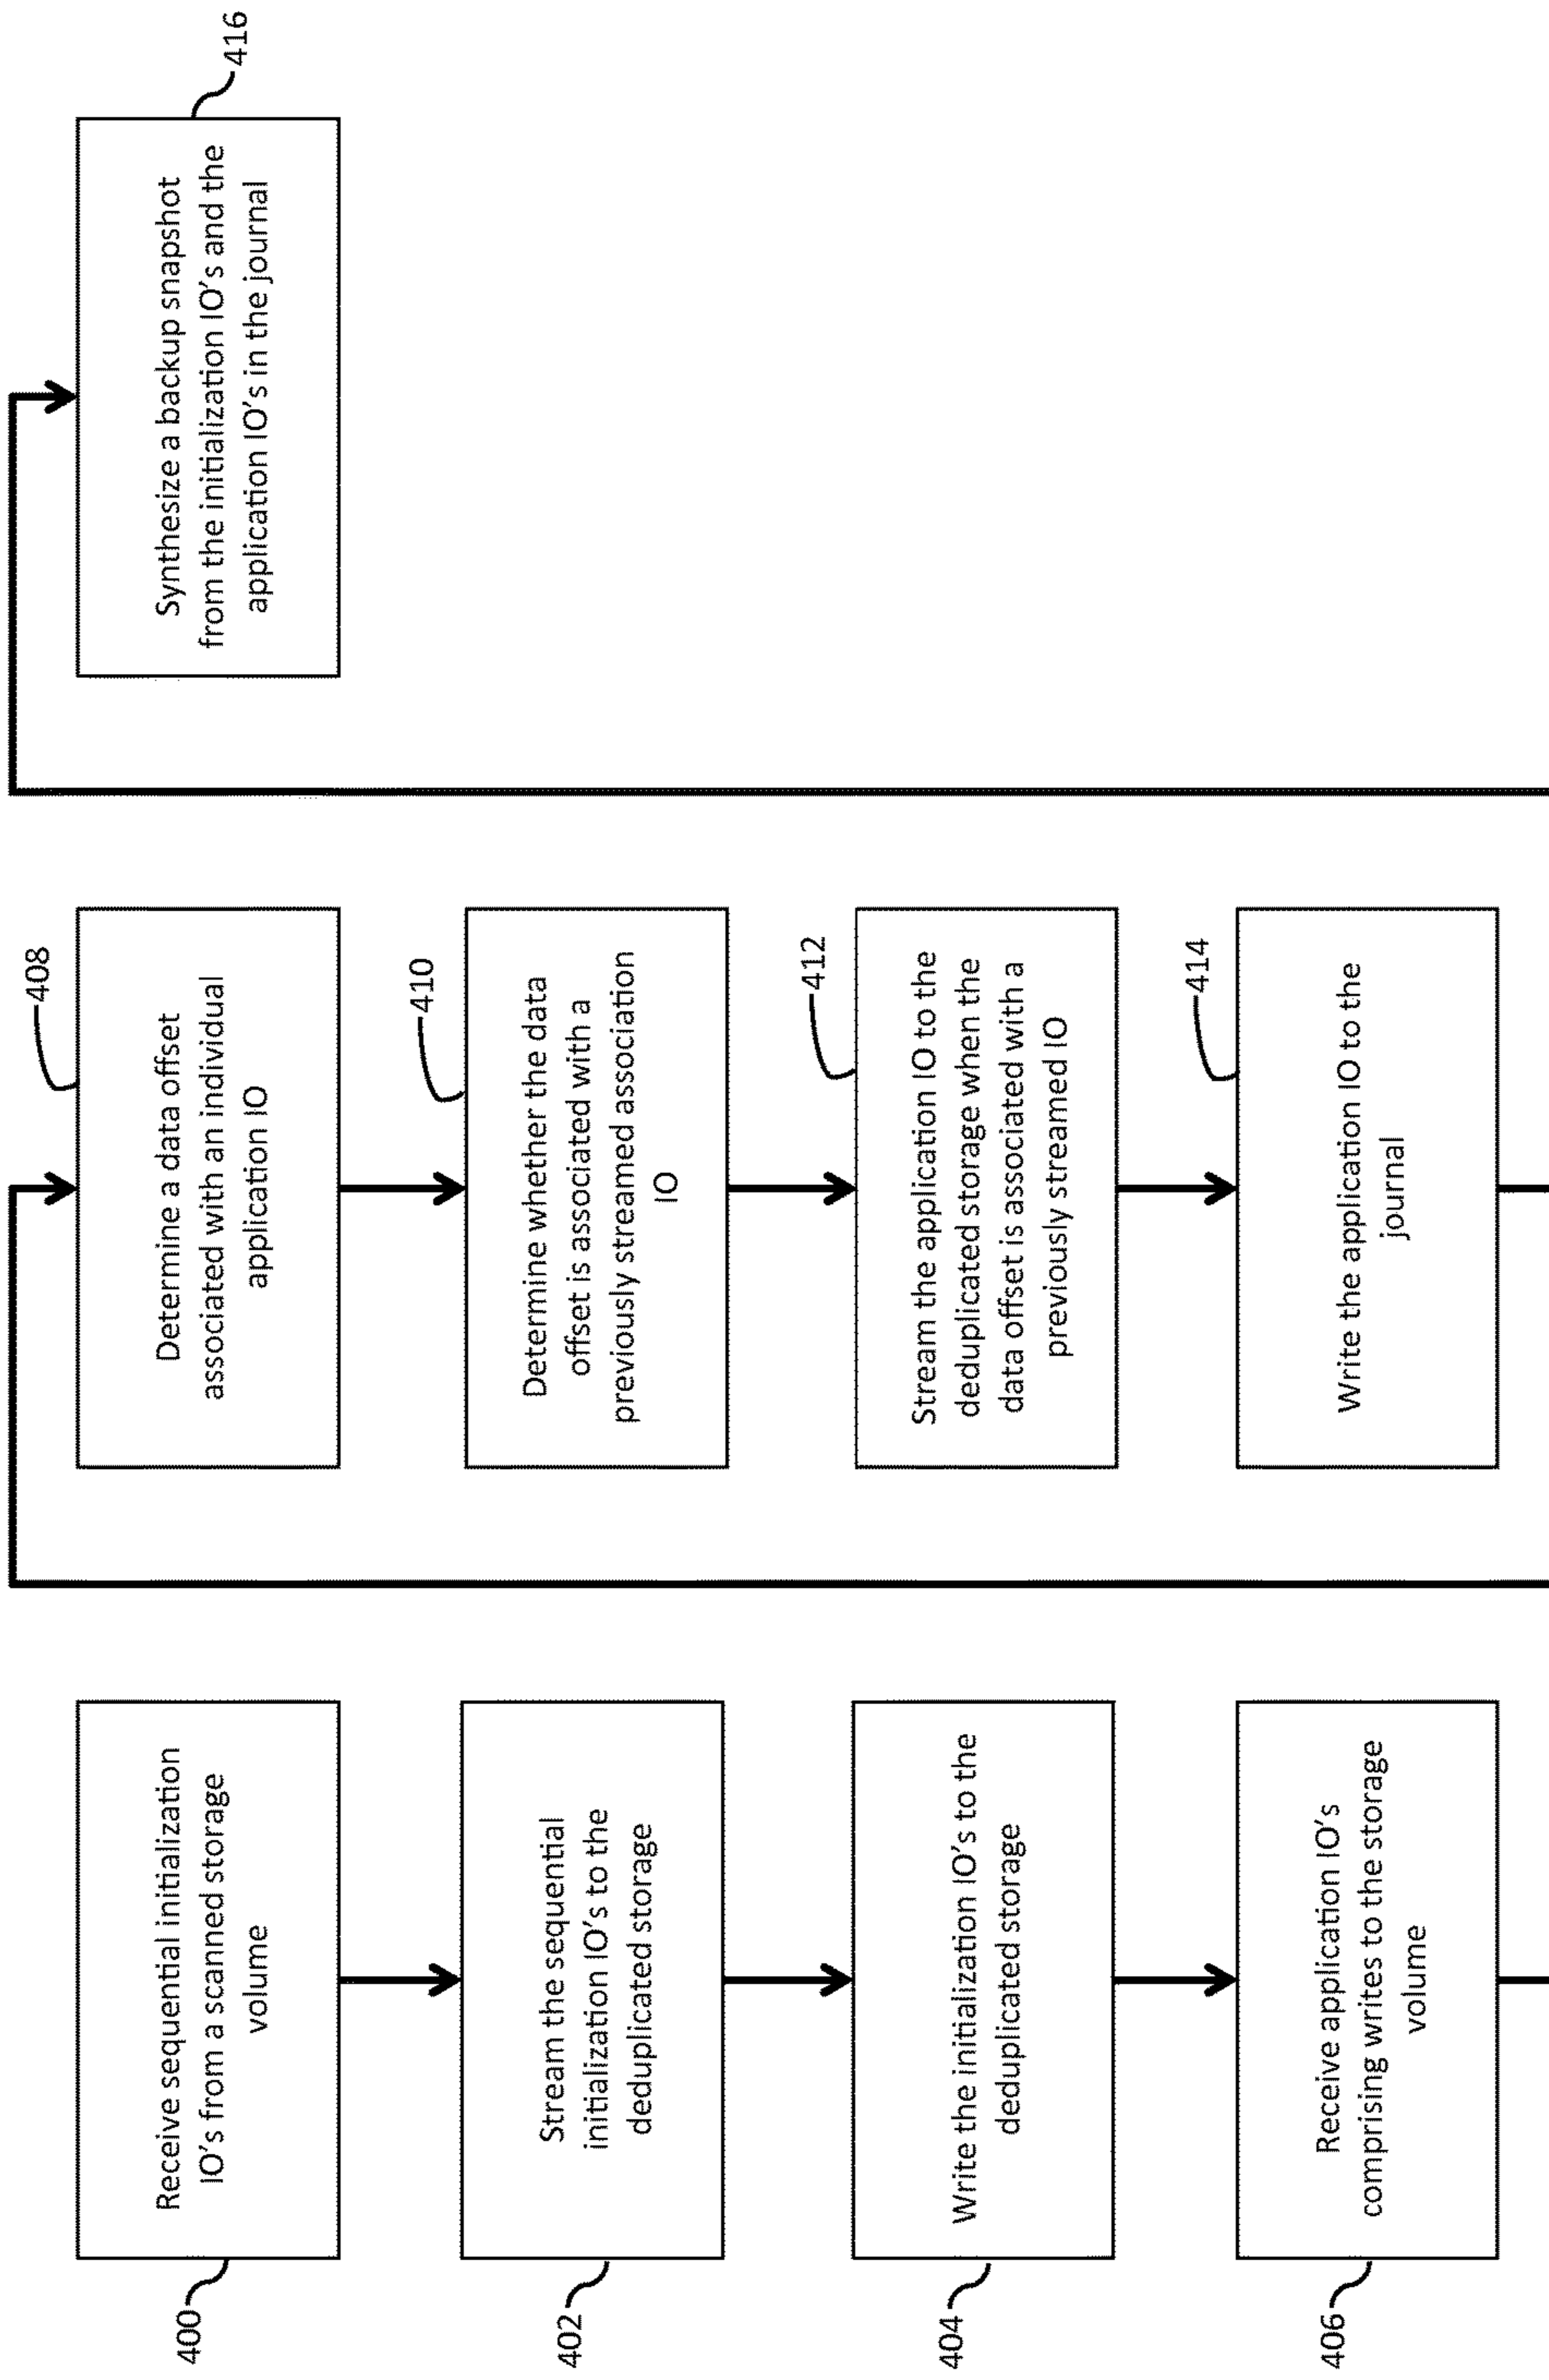 400
Receive sequential initialization
IO's from a scanned storage
volume
402
Stream the sequential
initialization IO's to the
deduplicated storage
404
Write the initialization IO's to the
deduplicated storage
406
Receive application IO's
comprising writes to the storage
volume
408
Determine a data offset
associated with an individual
application IO
410
Determine whether the data
offset is associated with a
previously streamed association
IO
412
Stream the application IO to the
deduplicated storage when the
data offset is associated with a
previously streamed IO
414
Write the application IO to the
journal
416
Synthesize a backup snapshot
from the initialization IO's and the
application IO's in the journal